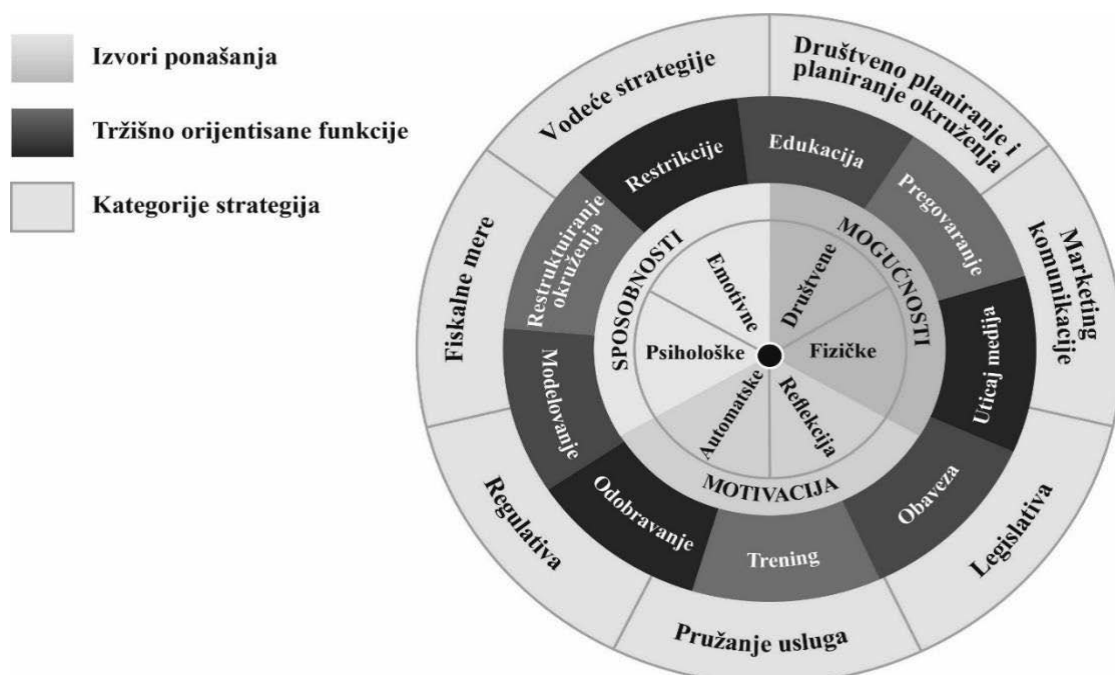 Izvori ponašanja
Tržišno orijentisane funkcije
Kategorije strategija
Vodeće strategije
Društveno planiranje i
planiranje okruženja
Marketing
komunikacije
Legislativa
Pružanje usluga
Regulativa
Fiskalne mere
Restrikcije
Edukacija
Pregovaranje
Uticaj medija
Obaveza
Trening
Odobravanje
Mopelovanje
Restruktuiranje
okruženja
SPOSOBNOSTI
MOGUĆNOSTI
MOTIVACIJA
Emotivne
Društvene
Fizičke
Reflekcija
Automatske
Psihološke